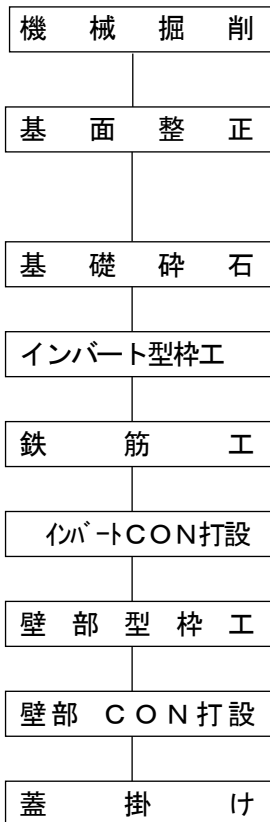 機械掘削
基面整正
基礎砕石
インバート型枠工
鉄筋工
ｲﾝﾊﾞｰﾄＣＯＮ打設
壁部型枠工
壁部 ＣＯＮ打設
蓋掛け